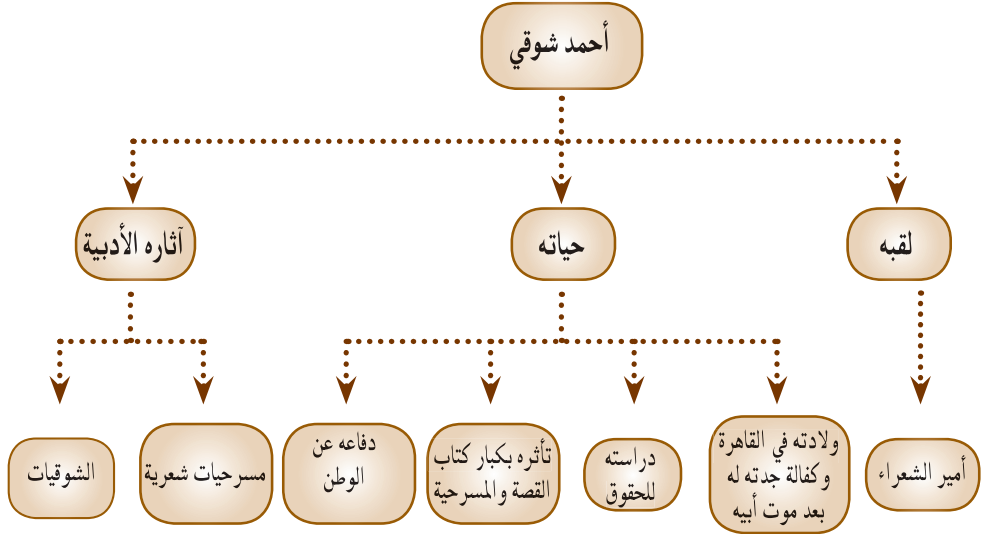 أحمد شوقي
لقبه
حياته
آثاره الأدبية
أمير الشعراء
ولادته في القاهرة
وكفالة جدته له
بعد موت أبيه
دراسته
للحقوق
تأثره بكبار كتاب
القصة والمسرحية
دفاعه عن
الوطن
مسرحيات شعرية
الشوقيات